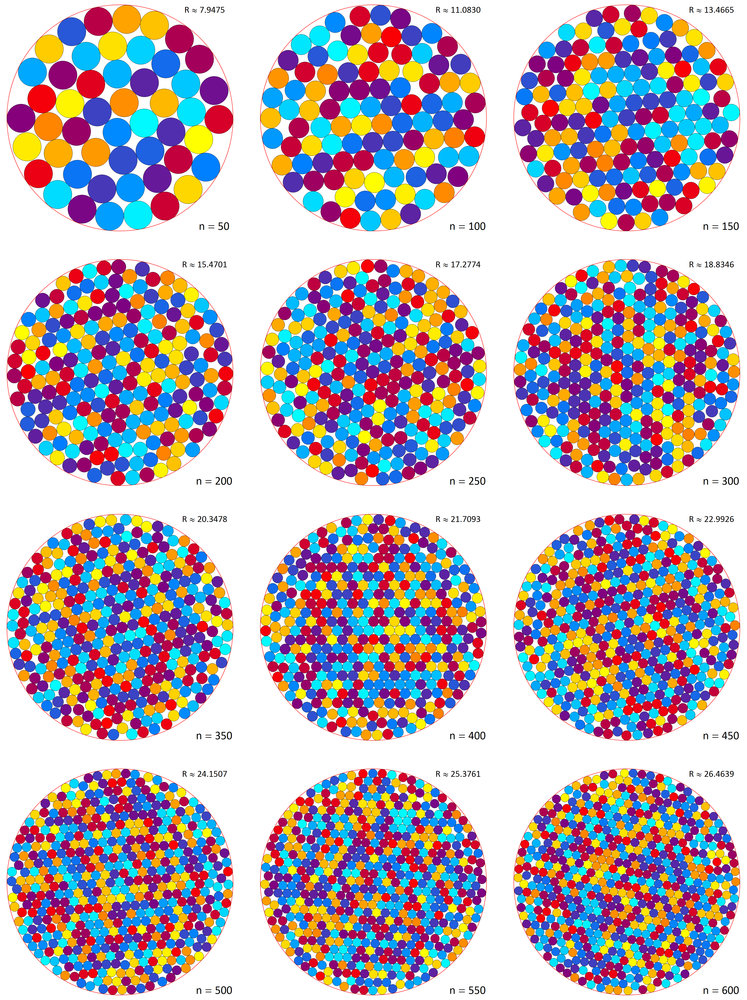 R ≈ 7.9475
R ≈ 11.0830
R ≈ 13.4665
n = 50
n = 100
n = 150
R ≈ 15.4701
R ≈ 17.2774
R ≈ 18.8346
n = 200
n = 250
n = 300
R ≈ 20.3478
R ≈ 21.7093
R ≈ 22.9926
n = 350
n = 400
n = 450
R ≈ 24.1507
R ≈ 25.3761
R ≈ 26.4639
n = 500
n = 550
n = 600